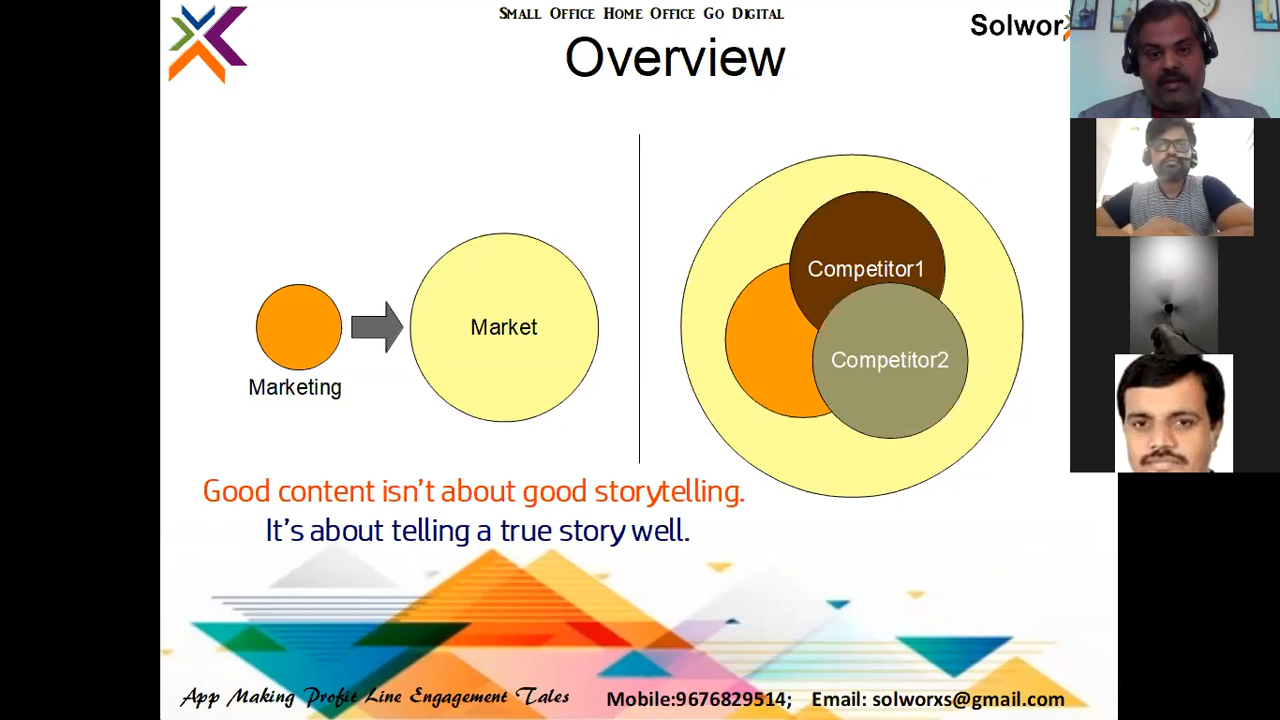 Small Office Home Office Go Digital
Solwor
Overview
Competitor1
Market
Competitor2
Marketing
Good content isn't about good storytelling.
It's about telling a true story well.
App Making Profit Line Engagement Tales
Mobile:9676829514; Email: solworxs@gmail.com